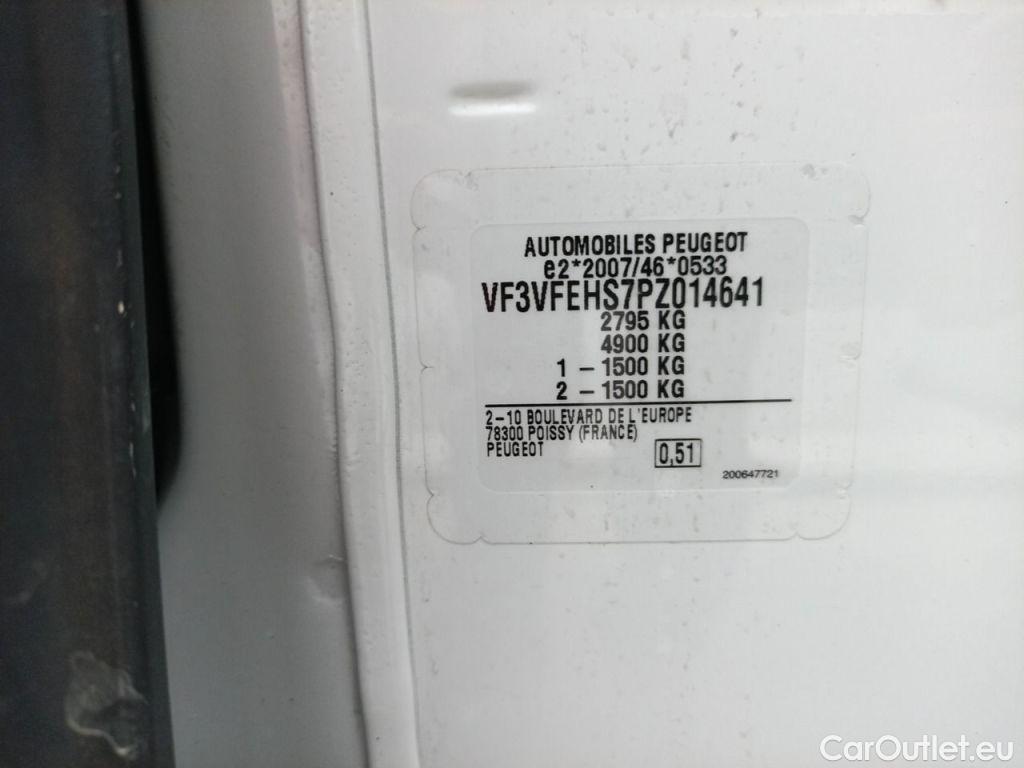 AUTOMOBILES PEUGEOT
e2*2007/46*0533
VF3VFEHS7PZ014641
2795 KG
4900 KG
1 – 1500 KG
2 – 1500 KG
2–10 BOULEVARD DE L'EUROPE
78300 POISSY (FRANCE)
PEUGEOT
0,51
200647721
CarOutlet.eu